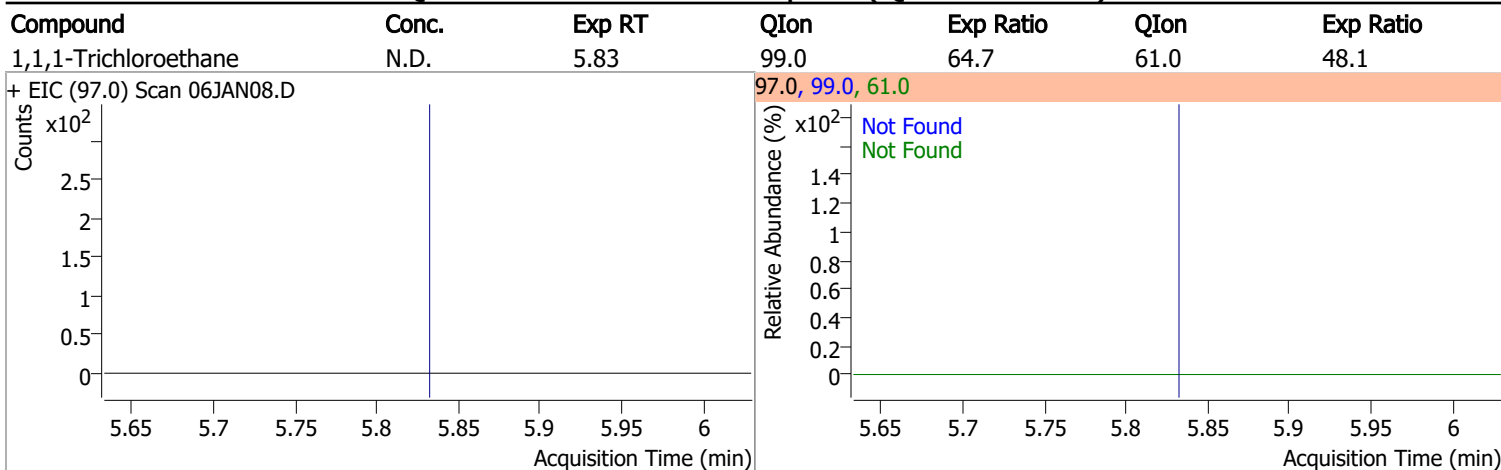 Compound Conc. Exp RT QIon Exp Ratio QIon Exp Ratio
1,1,1-Trichloroethane N.D. 5.83 99.0 64.7 61.0 48.1
+ EIC (97.0) Scan 06JAN08.D
Counts
x10²
2.5
2
1.5
1
0.5
0
5.65 5.7 5.75 5.8 5.85 5.9 5.95 6
Acquisition Time (min)
97.0, 99.0, 61.0
Relative Abundance (%)
x10²
Not Found
Not Found
1.4
1.2
1
0.8
0.6
0.4
0.2
0
5.65 5.7 5.75 5.8 5.85 5.9 5.95 6
Acquisition Time (min)